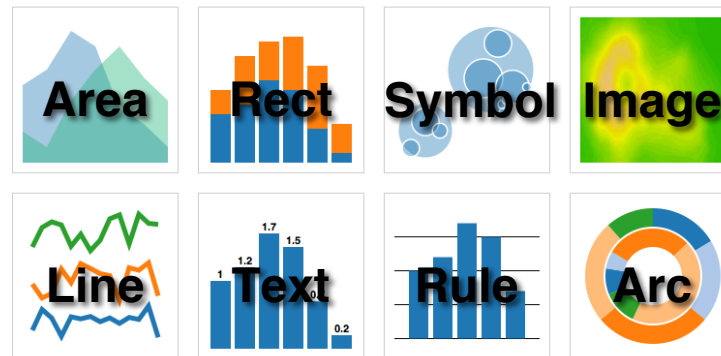 Area
Rect
Symbol
Image
Line
1
1.2
1.7
1.5
0.2
Text
Rule
Arc